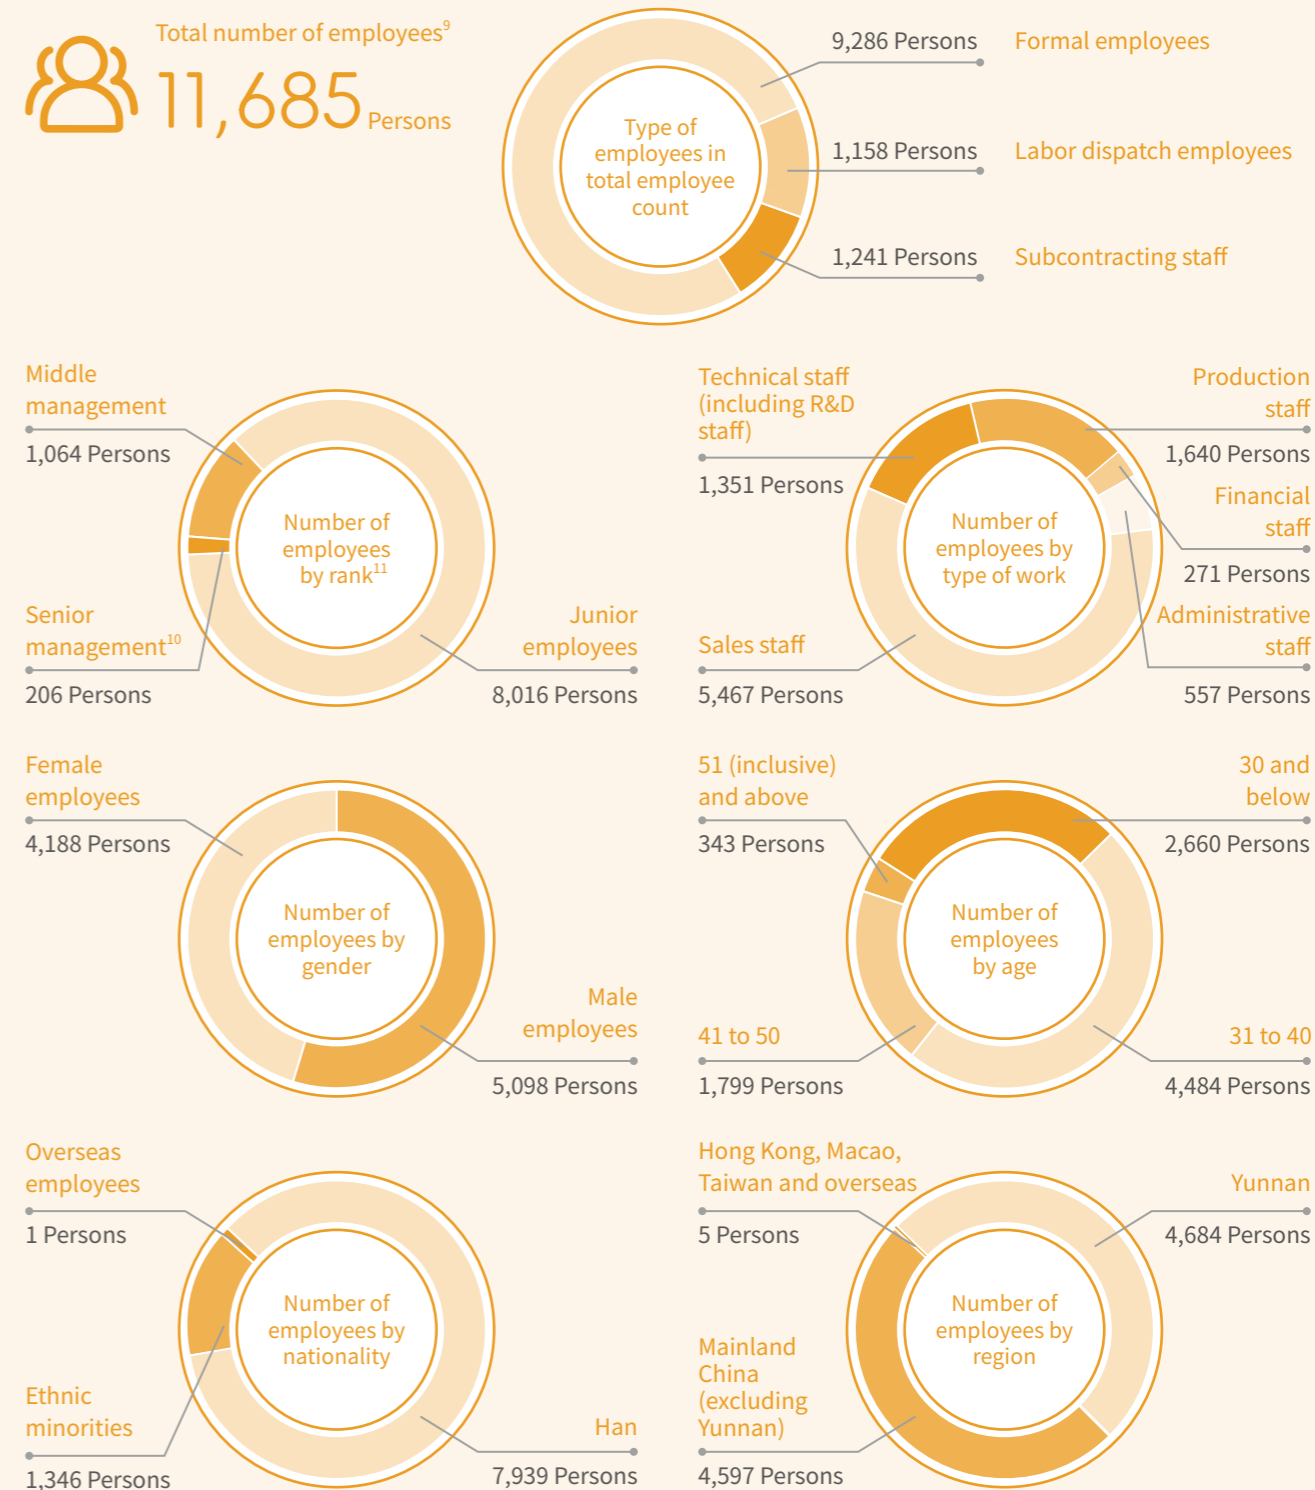 Total number of employees9
11,685 Persons
Type of
employees in
total employee
count
9,286 Persons Formal employees
1,158 Persons Labor dispatch employees
1,241 Persons Subcontracting staff
Middle
management
1,064 Persons
Number of
employees
by rank11
Senior
management10
206 Persons
Junior
employees
8,016 Persons
Technical staff
(including R&D
staff)
1,351 Persons
Production
staff
1,640 Persons
Financial
staff
271 Persons
Number of
employees by
type of work
Sales staff
5,467 Persons
Administrative
staff
557 Persons
Female
employees
4,188 Persons
Number of
employees by
gender
Male
employees
5,098 Persons
51 (inclusive)
and above
343 Persons
30 and
below
2,660 Persons
Number of
employees
by age
41 to 50
1,799 Persons
31 to 40
4,484 Persons
Overseas
employees
1 Persons
Number of
employees by
nationality
Ethnic
minorities
1,346 Persons
Han
7,939 Persons
Hong Kong, Macao,
Taiwan and overseas
5 Persons
Yunnan
4,684 Persons
Number of
employees by
region
Mainland
China
(excluding
Yunnan)
4,597 Persons